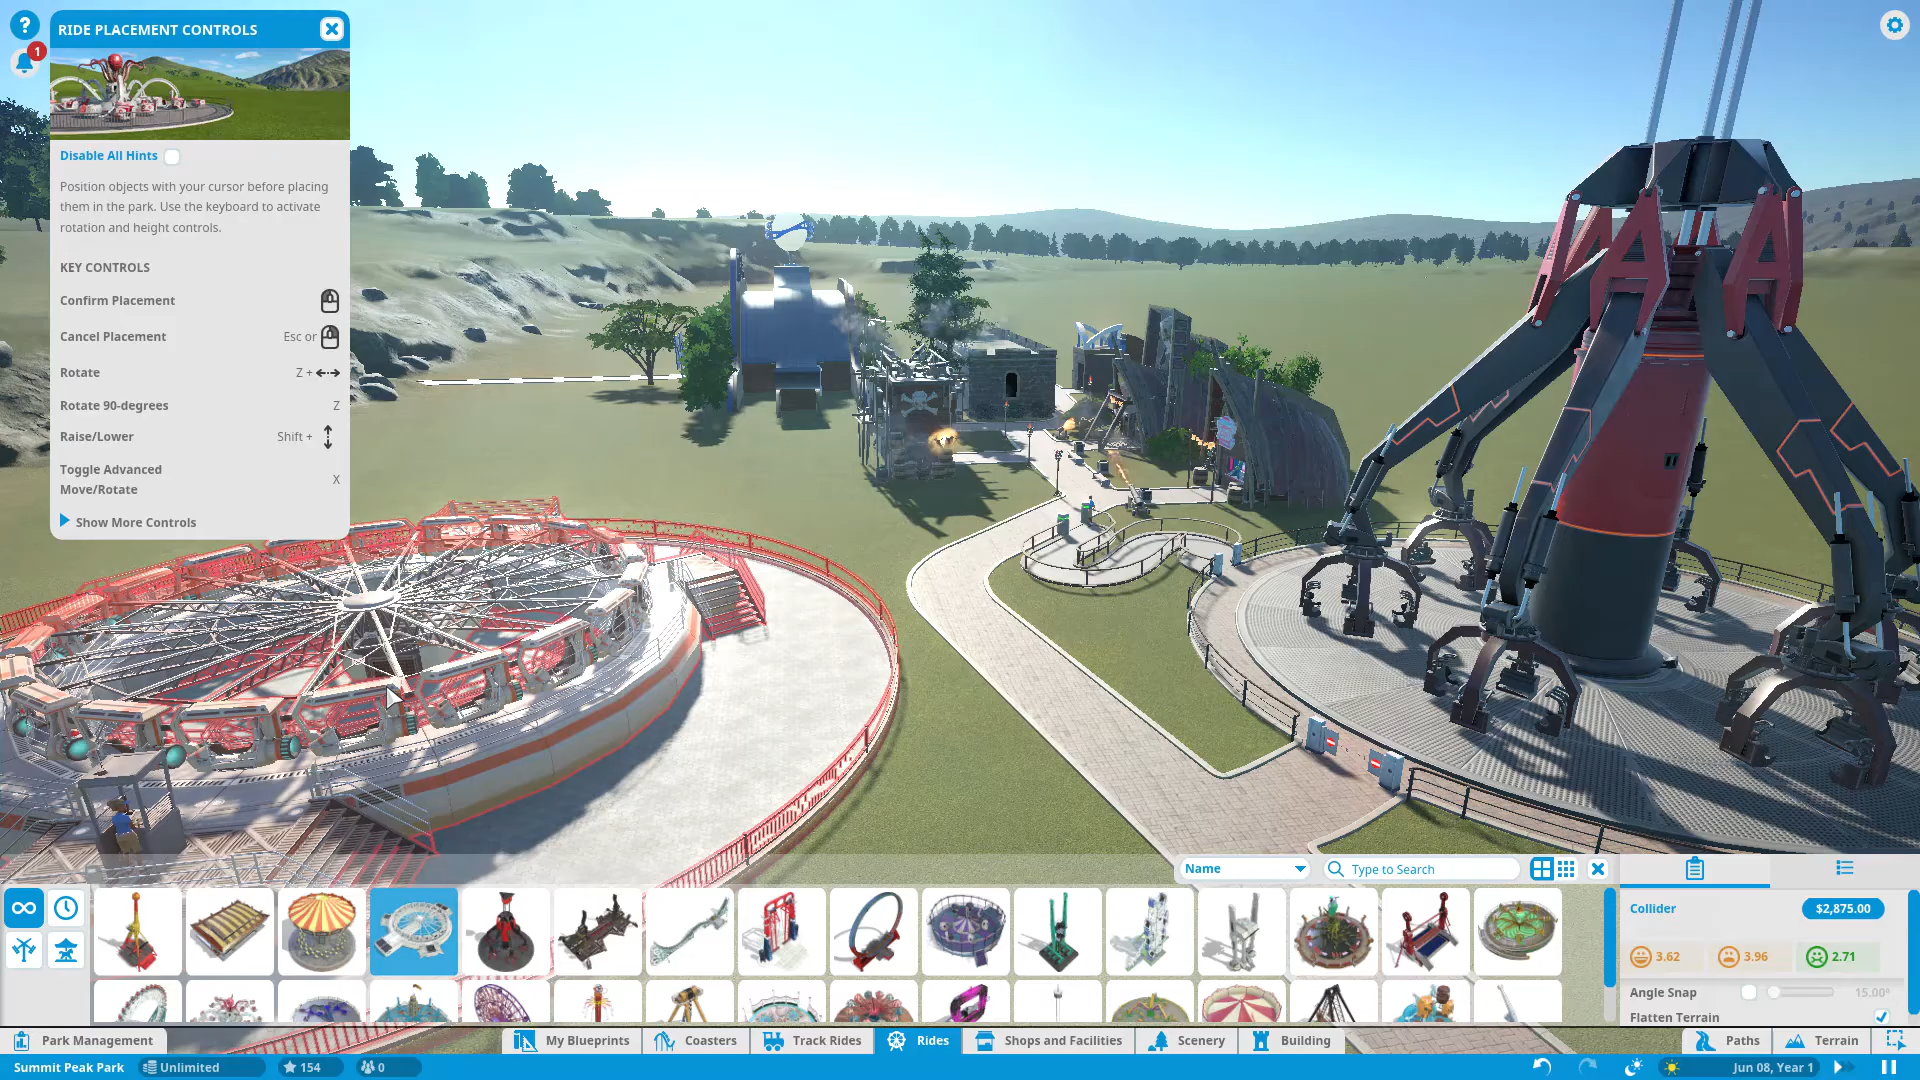 ?
1
RIDE PLACEMENT CONTROLS
Disable All Hints
Position objects with your cursor before placing
them in the park. Use the keyboard to activate
rotation and height controls.
KEY CONTROLS
Confirm Placement
Cancel Placement Esc or
Rotate Z +
Rotate 90-degrees Z
Raise/Lower Shift +
Toggle Advanced
Move/Rotate X
Show More Controls
Name
Type to Search
Collider $2,875.00
3.62 3.96 2.71
Angle Snap 15.00°
Flatten Terrain
Park Management
My Blueprints
Coasters
Track Rides
Rides
Shops and Facilities
Scenery
Building
Paths
Terrain
Summit Peak Park
Unlimited
154
0
Jun 08, Year 1